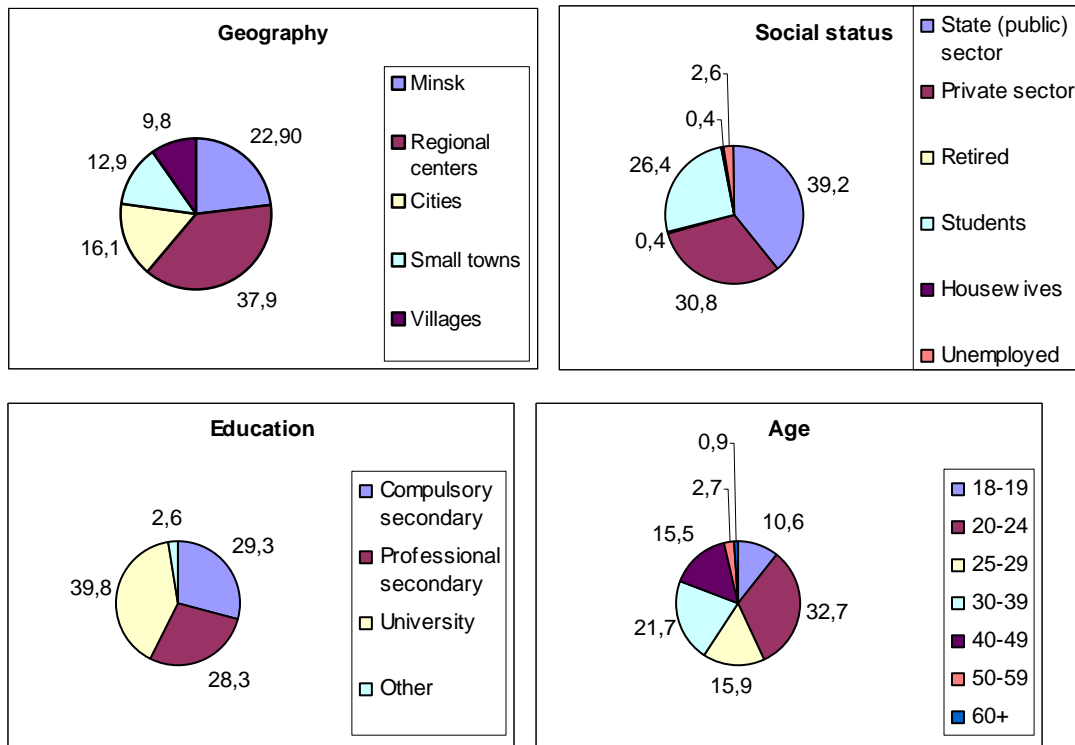 Geography
22,90
37,9
16,1
12,9
9,8
Minsk
Regional
centers
Cities
Small towns
Villages
Social status
39,2
30,8
0,4
26,4
0,4
2,6
State (public)
sector
Private sector
Retired
Students
Housew ives
Unemployed
Education
29,3
28,3
39,8
2,6
Compulsory
secondary
Professional
secondary
University
Other
Age
10,6
32,7
15,9
21,7
15,5
2,7
0,9
18-19
20-24
25-29
30-39
40-49
50-59
60+